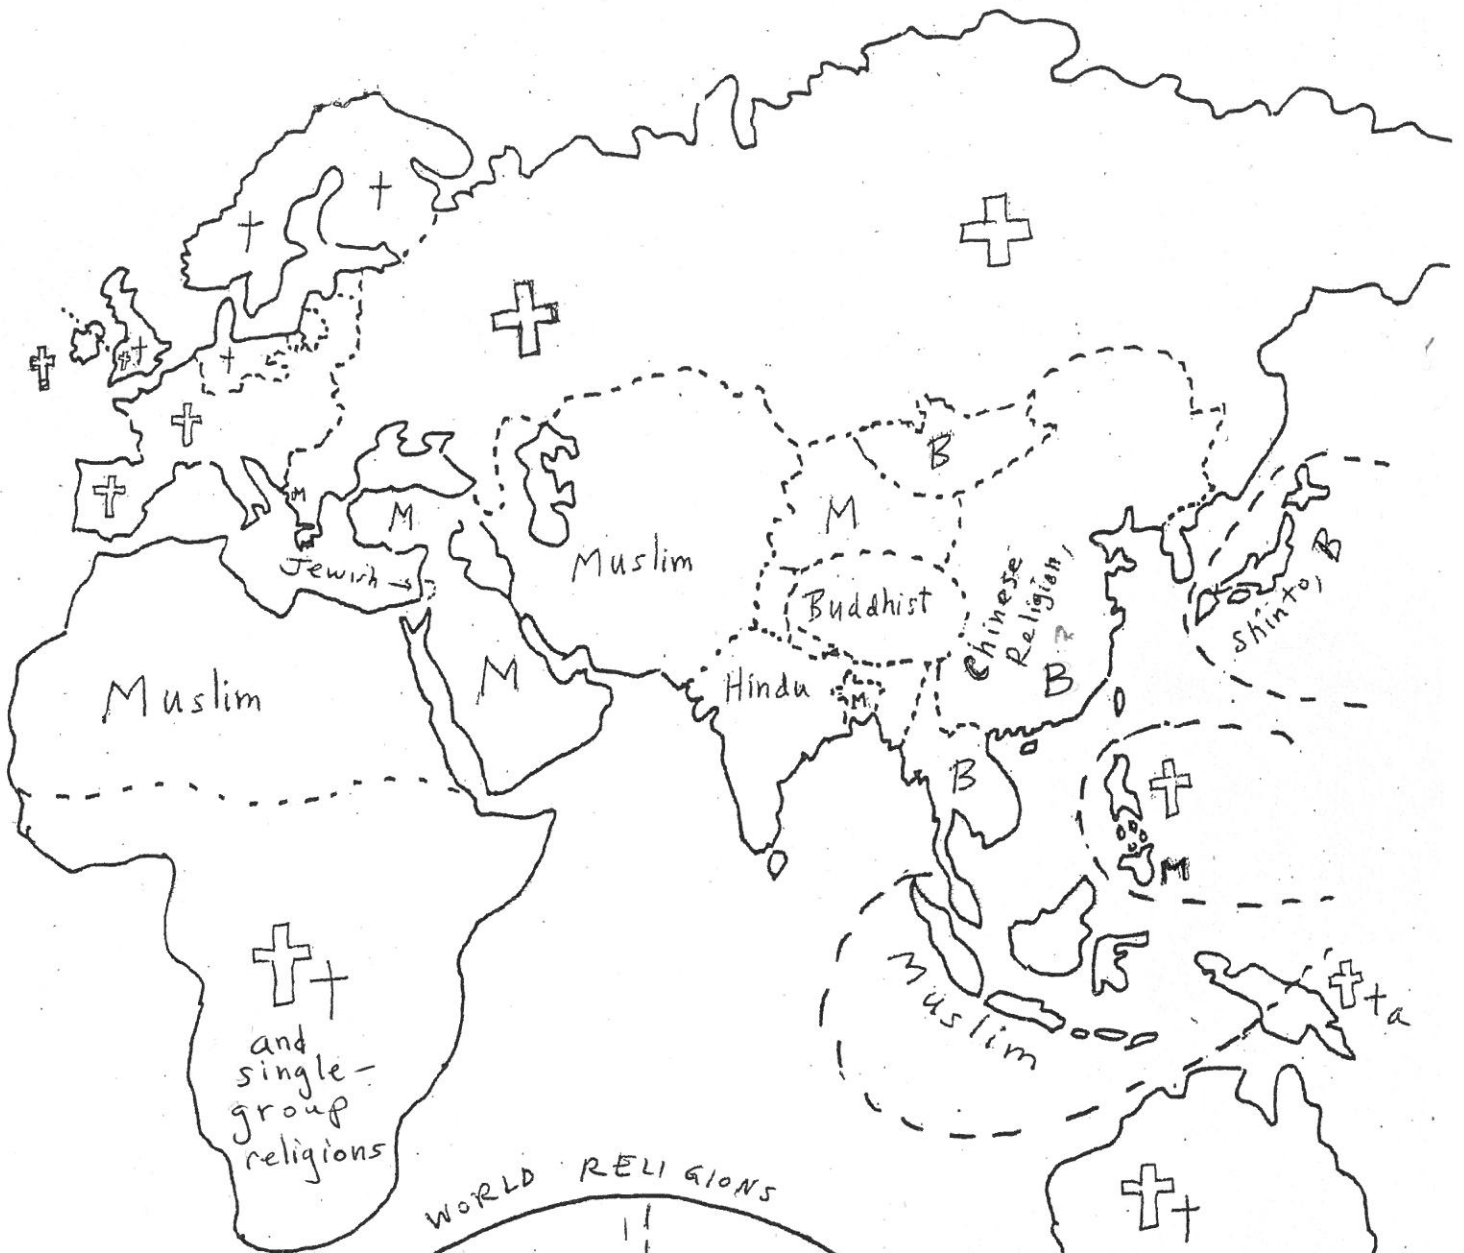 B
M
M
Muslim
Jewish
Chinese
Religion,
B
Buddhist
Shinto,
B
Muslim
M
Hindu
M
B
M
Muslim
and
single-
group
religions
a
WORLD RELIGIONS